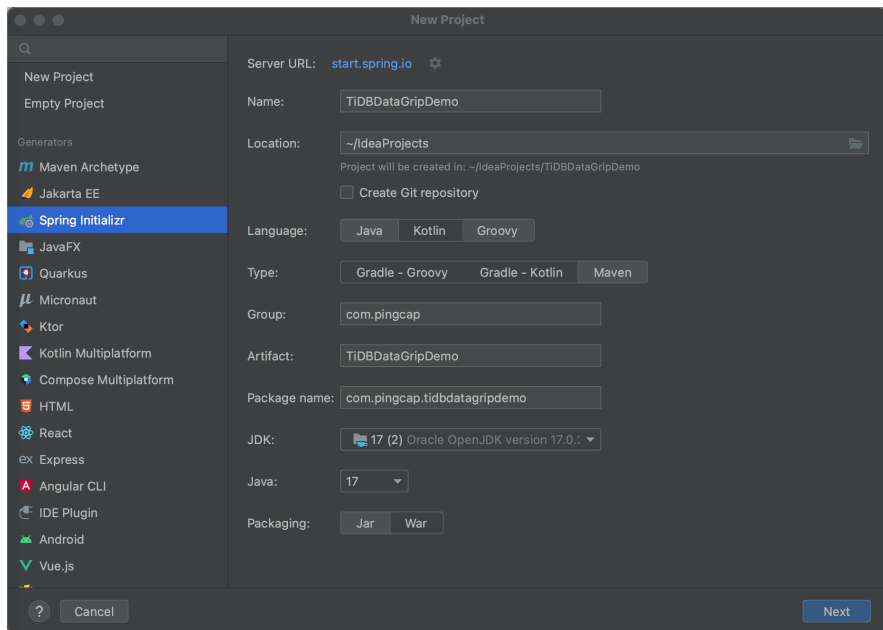 New Project
New Project
Empty Project
Generators
Maven Archetype
Jakarta EE
Spring Initializr
JavaFX
Quarkus
Micronaut
Ktor
Kotlin Multiplatform
Compose Multiplatform
HTML
React
Express
Angular CLI
IDE Plugin
Android
Vue.js
Server URL: start.spring.io
Name: TiDBDataGripDemo
Location: ~/IdeaProjects
Project will be created in: ~/IdeaProjects/TiDBDataGripDemo
Create Git repository
Language: Java Kotlin Groovy
Type: Gradle - Groovy Gradle - Kotlin Maven
Group: com.pingcap
Artifact: TiDBDataGripDemo
Package name: com.pingcap.tidbdatagripdemo
JDK: 17 (2) Oracle OpenJDK version 17.0.
Java: 17
Packaging: Jar War
? Cancel Next